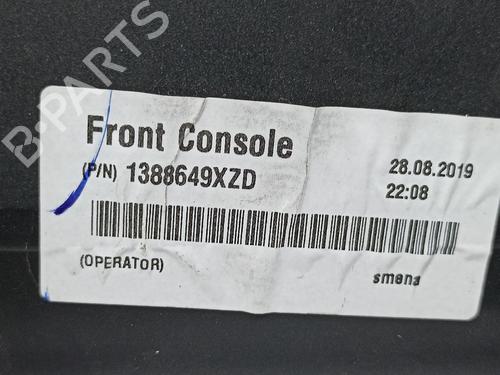 B-PARTS
Front Console
(P/N) 1388649XZD
28.08.2019
22:08
(OPERATOR)
smena